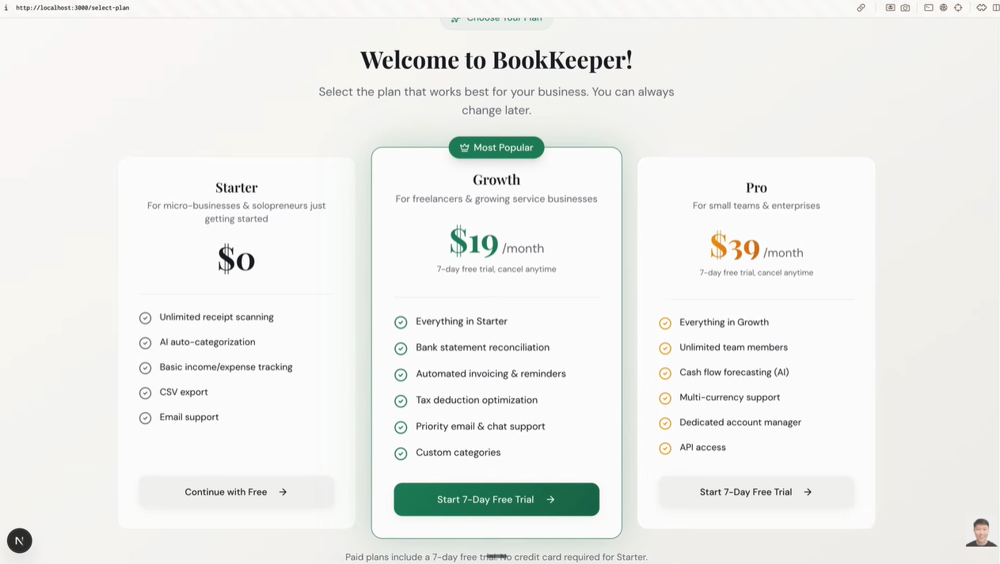 i http://localhost:3000/select-plan
Choose Your Plan
Welcome to BookKeeper!
Select the plan that works best for your business. You can always
change later.
Starter
For micro-businesses & solopreneurs just
getting started
$0
Unlimited receipt scanning
AI auto-categorization
Basic income/expense tracking
CSV export
Email support
Continue with Free
Most Popular
Growth
For freelancers & growing service businesses
$19 /month
7-day free trial, cancel anytime
Everything in Starter
Bank statement reconciliation
Automated invoicing & reminders
Tax deduction optimization
Priority email & chat support
Custom categories
Start 7-Day Free Trial
Pro
For small teams & enterprises
$39 /month
7-day free trial, cancel anytime
Everything in Growth
Unlimited team members
Cash flow forecasting (AI)
Multi-currency support
Dedicated account manager
API access
Start 7-Day Free Trial
N
Paid plans include a 7-day free trial. No credit card required for Starter.